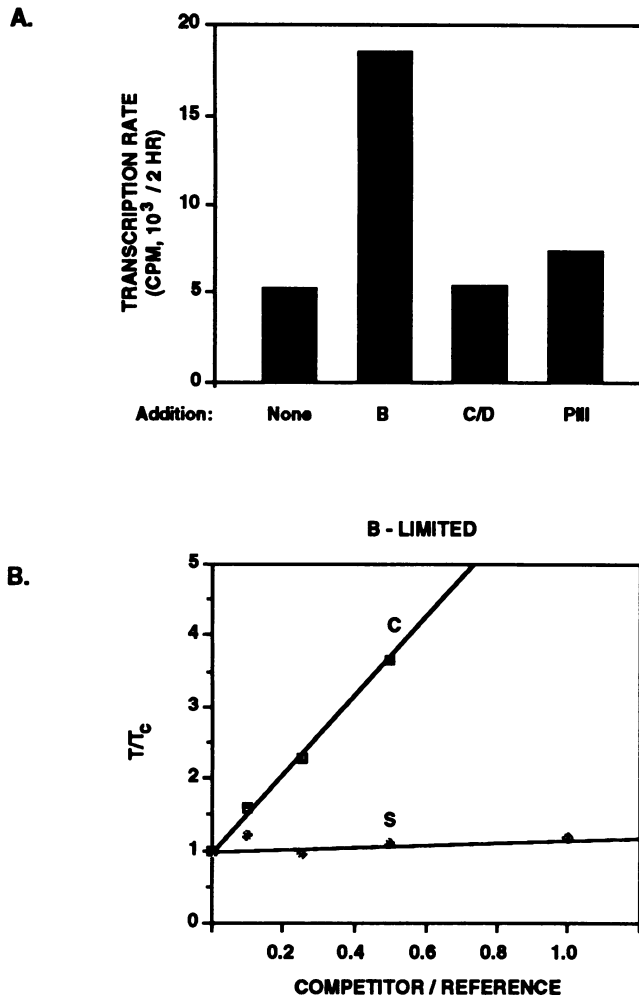 A.
TRANSCRIPTION RATE
(CPM, 10³ / 2 HR)
20
15
10
5
0
Addition: None B C/D PIII
B - LIMITED
B.
T/Tc
5
4
3
2
1
0
C
S
0.2 0.4 0.6 0.8 1.0
COMPETITOR / REFERENCE